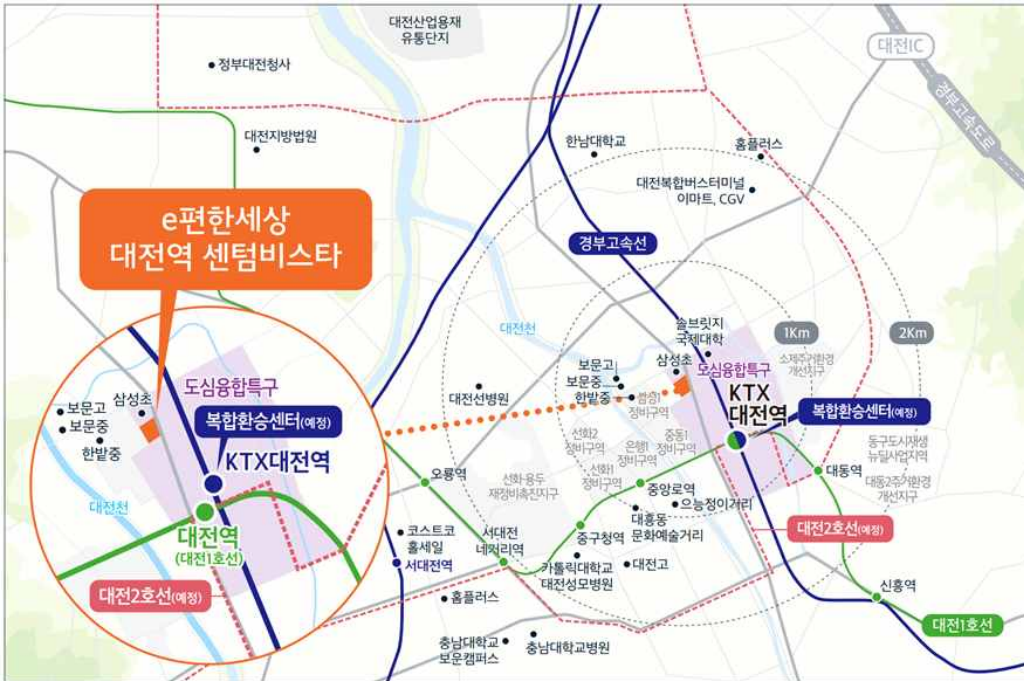 대전산업용재
유통단지
대전IC
경부고속도로
정부대전청사
대전지방법원
한남대학교
홈플러스
대전복합버스터미널
이마트, CGV
e편한세상
대전역 센텀비스타
경부고속선
대전천
1Km
2Km
솔브릿지
국제대학
소제주거환경
개선지구
보문고
보문중
한밭중
삼성초
도심융합특구
삼성1
정비구역
KTX
대전역
복합환승센터(예정)
대전선병원
선화2
정비구역
은행1
정비구역
중동1
정비구역
선화1
정비구역
동구도시재생
뉴딜사업지역
대동2주거환경
개선지구
오룡역
선화·용두
재정비촉진지구
중앙로역
으능정이거리
대동역
대흥동
문화예술거리
대전2호선(예정)
코스트코
홀세일
서대전역
서대전
네거리역
중구청역
가톨릭대학교
대전성모병원
대전고
신흥역
홈플러스
대전1호선
충남대학교
보문캠퍼스
충남대학교병원
도심융합특구
삼성초
보문고
보문중
한밭중
복합환승센터(예정)
KTX대전역
대전천
대전역
(대전1호선)
대전2호선(예정)